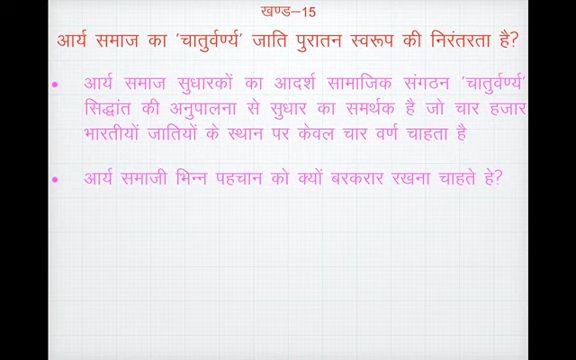 खण्ड–15
आर्य समाज का 'चातुर्वर्ण्य' जाति पुरातन स्वरूप की निरंतरता है?
• आर्य समाज सुधारकों का आदर्श सामाजिक संगठन 'चातुर्वर्ण्य'
सिद्धांत की अनुपालना से सुधार का समर्थक है जो चार हजार
भारतीयों जातियों के स्थान पर केवल चार वर्ण चाहता है
• आर्य समाजी भिन्न पहचान को क्यों बरकरार रखना चाहते हे?